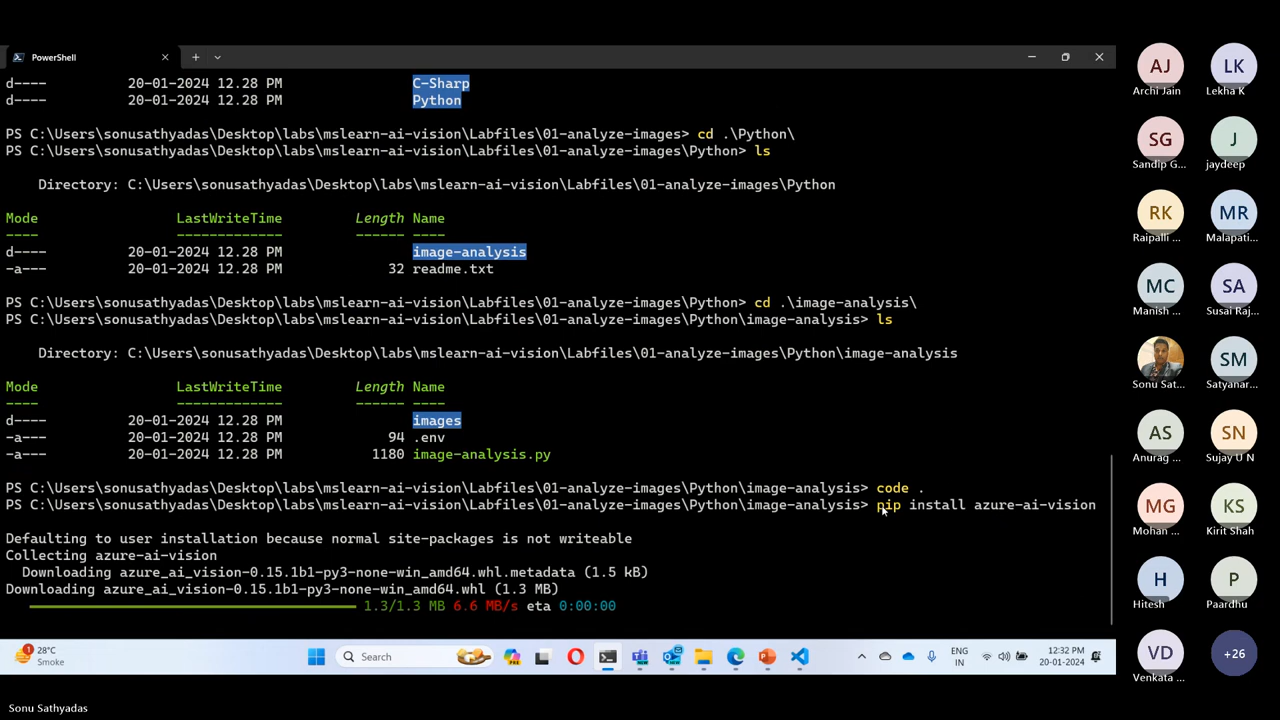 PowerShell
d---- 20-01-2024 12.28 PM C-Sharp
d---- 20-01-2024 12.28 PM Python
PS C:\Users\sonusathyadas\Desktop\labs\mslearn-ai-vision\Labfiles\01-analyze-images> cd .\Python\
PS C:\Users\sonusathyadas\Desktop\labs\mslearn-ai-vision\Labfiles\01-analyze-images\Python> ls
Directory: C:\Users\sonusathyadas\Desktop\labs\mslearn-ai-vision\Labfiles\01-analyze-images\Python
Mode LastWriteTime Length Name
---- ------------- ------ ----
d---- 20-01-2024 12.28 PM image-analysis
-a--- 20-01-2024 12.28 PM 32 readme.txt
PS C:\Users\sonusathyadas\Desktop\labs\mslearn-ai-vision\Labfiles\01-analyze-images\Python> cd .\image-analysis\
PS C:\Users\sonusathyadas\Desktop\labs\mslearn-ai-vision\Labfiles\01-analyze-images\Python\image-analysis> ls
Directory: C:\Users\sonusathyadas\Desktop\labs\mslearn-ai-vision\Labfiles\01-analyze-images\Python\image-analysis
Mode LastWriteTime Length Name
---- ------------- ------ ----
d---- 20-01-2024 12.28 PM images
-a--- 20-01-2024 12.28 PM 94 .env
-a--- 20-01-2024 12.28 PM 1180 image-analysis.py
PS C:\Users\sonusathyadas\Desktop\labs\mslearn-ai-vision\Labfiles\01-analyze-images\Python\image-analysis> code .
PS C:\Users\sonusathyadas\Desktop\labs\mslearn-ai-vision\Labfiles\01-analyze-images\Python\image-analysis> pip install azure-ai-vision
Defaulting to user installation because normal site-packages is not writeable
Collecting azure-ai-vision
Downloading azure_ai_vision-0.15.1b1-py3-none-win_amd64.whl.metadata (1.5 kB)
Downloading azure_ai_vision-0.15.1b1-py3-none-win_amd64.whl (1.3 MB)
1.3/1.3 MB 6.6 MB/s eta 0:00:00
1
28°C
Smoke
Search
PRE
ENG
IN
12:32 PM
20-01-2024
AJ
Archi Jain
LK
Lekha K
SG
Sandip G...
J
jaydeep
RK
Raipalli ...
MR
Malapati...
MC
Manish ...
SA
Susai Raj...
Sonu Sat...
SM
Satyanar...
AS
Anurag ...
SN
Sujay U N
MG
Mohan ...
KS
Kirit Shah
H
Hitesh
P
Paardhu
VD
Venkata ...
+26
Sonu Sathyadas